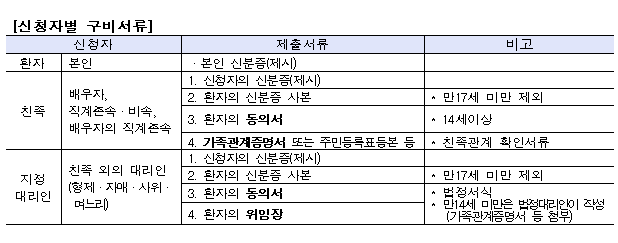 [신청자별 구비서류]
신청자 제출서류 비고
환자 본인 · 본인 신분증(제시)
친족
배우자,
직계존속 · 비속,
배우자의 직계존속
1. 신청자의 신분증(제시)
2. 환자의 신분증 사본 * 만17세 미만 제외
3. 환자의 동의서 * 14세이상
4. 가족관계증명서 또는 주민등록표등본 등 * 친족관계 확인서류
지정
대리인
친족 외의 대리인
(형제 · 자매 · 사위 ·
며느리)
1. 신청자의 신분증(제시)
2. 환자의 신분증 사본 * 만17세 미만 제외
3. 환자의 동의서
4. 환자의 위임장
* 법정서식
* 만14세 미만은 법정대리인이 작성
(가족관계증명서 등 첨부)